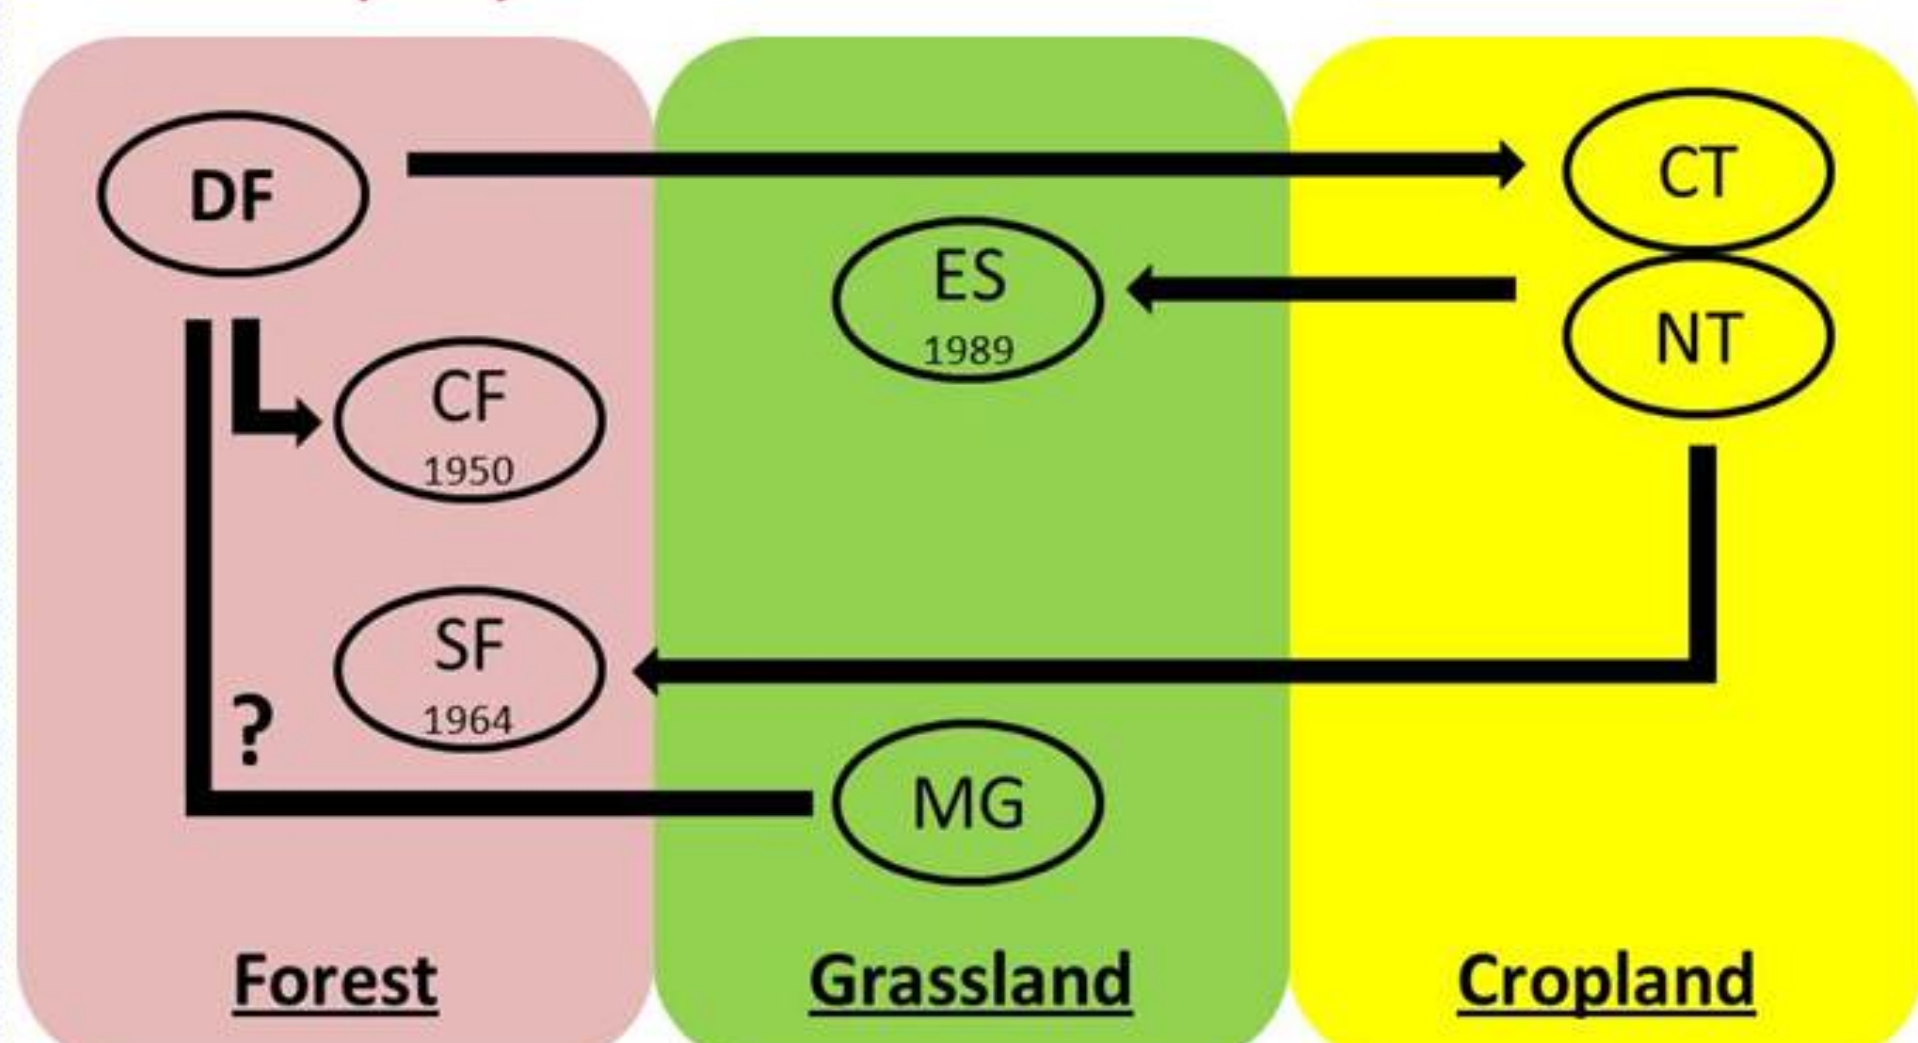 DF
CT
ES
1989
NT
CF
1950
SF
1964
?
MG
Forest
Grassland
Cropland